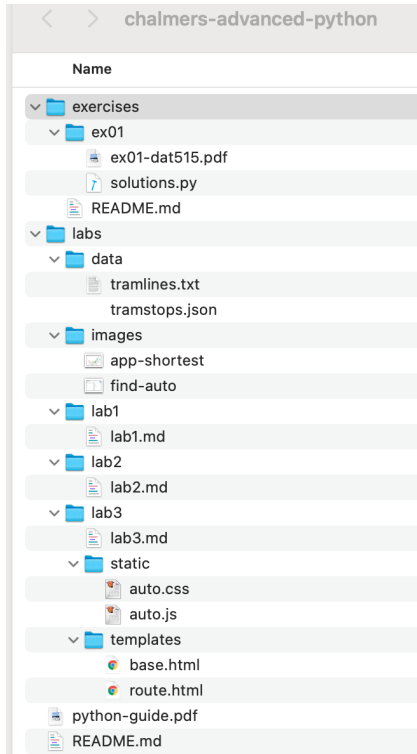 chalmers-advanced-python
Name
exercises
ex01
ex01-dat515.pdf
solutions.py
README.md
labs
data
tramlines.txt
tramstops.json
images
app-shortest
find-auto
lab1
lab1.md
lab2
lab2.md
lab3
lab3.md
static
auto.css
auto.js
templates
base.html
route.html
python-guide.pdf
README.md